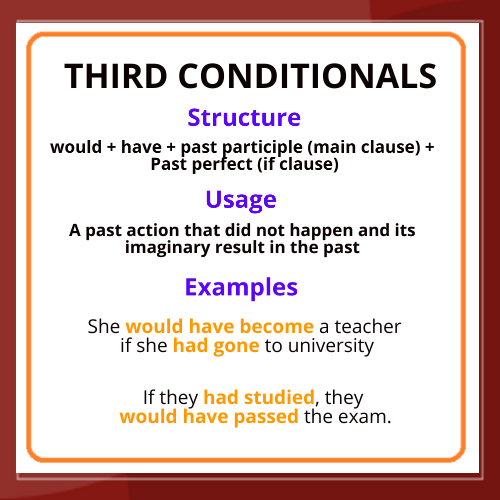 THIRD CONDITIONALS
Structure
would + have + past participle (main clause) +
Past perfect (if clause)
Usage
A past action that did not happen and its
imaginary result in the past
Examples
She would have become a teacher
if she had gone to university
If they had studied, they
would have passed the exam.